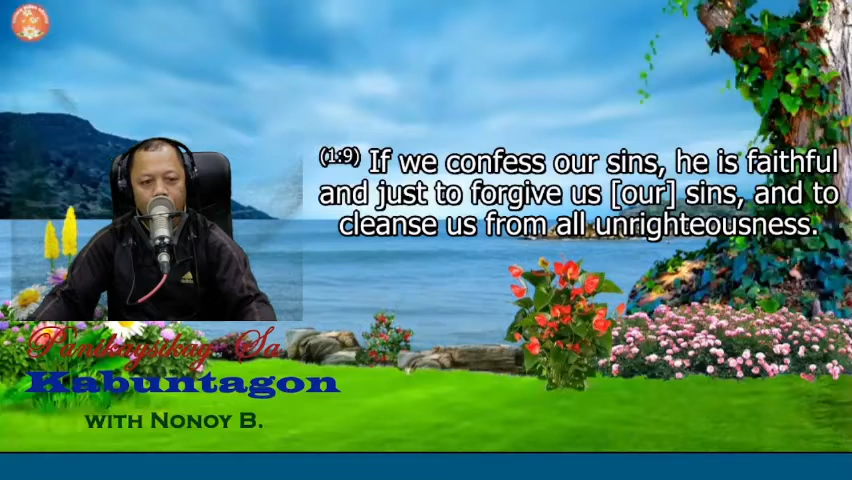 (1:9) If we confess our sins, he is faithful
and just to forgive us [our] sins, and to
cleanse us from all unrighteousness.
Panikaysikay Sa
Kabuntagon
WITH NONOY B.